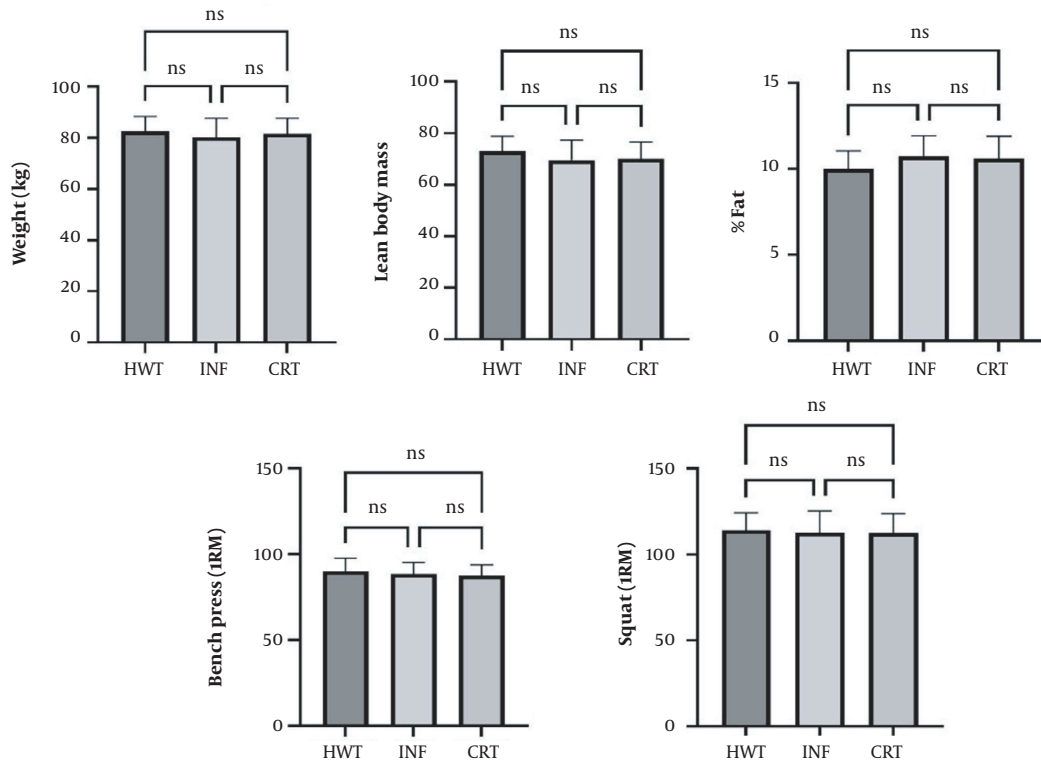 ns
ns
ns
100
80
60
40
20
0
Weight (kg)
HWT
INF
CRT
ns
ns
ns
100
80
60
40
20
0
Lean body mass
HWT
INF
CRT
ns
ns
ns
15
10
5
0
%Fat
HWT
INF
CRT
ns
ns
ns
150
100
50
0
Bench press (1RM)
HWT
INF
CRT
ns
ns
ns
150
100
50
0
Squat (1RM)
HWT
INF
CRT